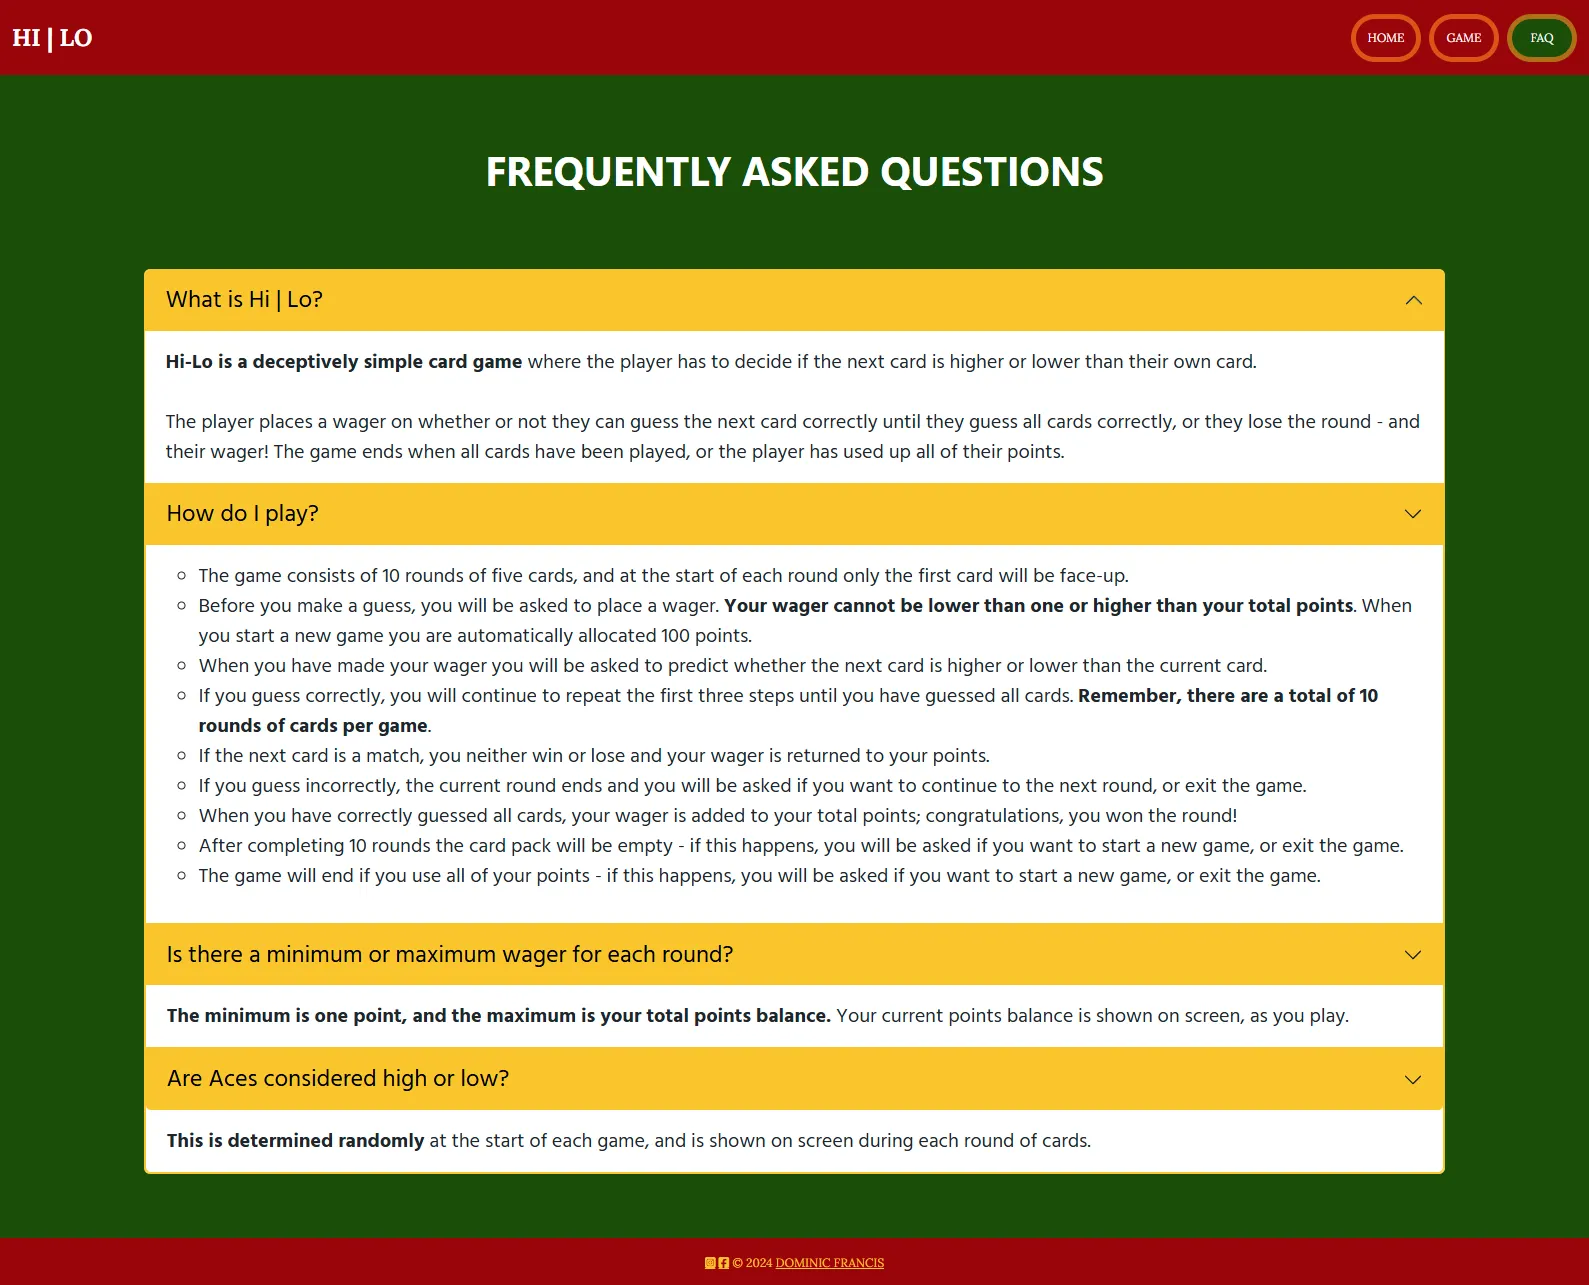 HI | LO
HOME GAME FAQ
FREQUENTLY ASKED QUESTIONS
What is Hi | Lo?
Hi-Lo is a deceptively simple card game where the player has to decide if the next card is higher or lower than their own card.
The player places a wager on whether or not they can guess the next card correctly until they guess all cards correctly, or they lose the round - and
their wager! The game ends when all cards have been played, or the player has used up all of their points.
How do I play?
The game consists of 10 rounds of five cards, and at the start of each round only the first card will be face-up.
Before you make a guess, you will be asked to place a wager. Your wager cannot be lower than one or higher than your total points. When
you start a new game you are automatically allocated 100 points.
When you have made your wager you will be asked to predict whether the next card is higher or lower than the current card.
If you guess correctly, you will continue to repeat the first three steps until you have guessed all cards. Remember, there are a total of 10
rounds of cards per game.
If the next card is a match, you neither win or lose and your wager is returned to your points.
If you guess incorrectly, the current round ends and you will be asked if you want to continue to the next round, or exit the game.
When you have correctly guessed all cards, your wager is added to your total points; congratulations, you won the round!
After completing 10 rounds the card pack will be empty - if this happens, you will be asked if you want to start a new game, or exit the game.
The game will end if you use all of your points - if this happens, you will be asked if you want to start a new game, or exit the game.
Is there a minimum or maximum wager for each round?
The minimum is one point, and the maximum is your total points balance. Your current points balance is shown on screen, as you play.
Are Aces considered high or low?
This is determined randomly at the start of each game, and is shown on screen during each round of cards.
© 2024 DOMINIC FRANCIS